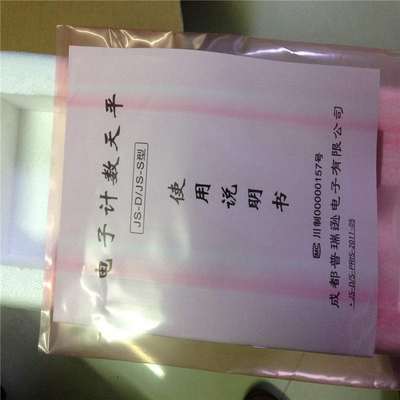 电子计数天平
JS-D/JS-S型
使用说明书
川制00000157号
成都普瑞逊电子有限公司